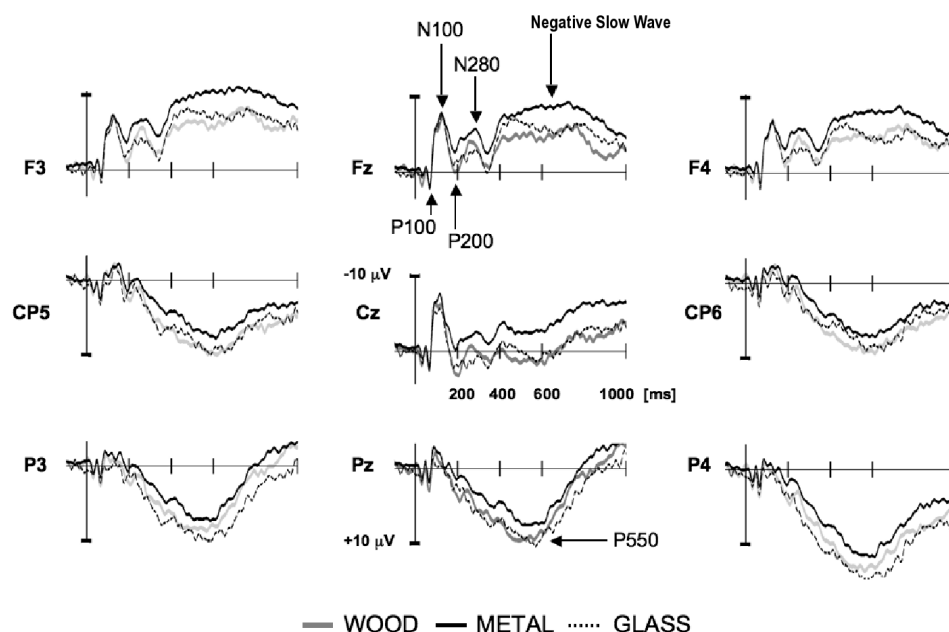 Negative Slow Wave
N100
N280
F3
Fz
F4
P100
P200
-10 µV
CP5
Cz
CP6
200 400 600 1000 [ms]
P3
Pz
P4
+10 µV
P550
WOOD METAL GLASS